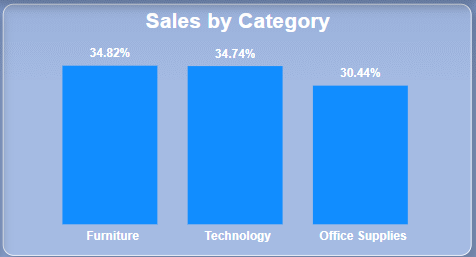 Sales by Category
34.82% 34.74% 30.44%
Furniture Technology Office Supplies